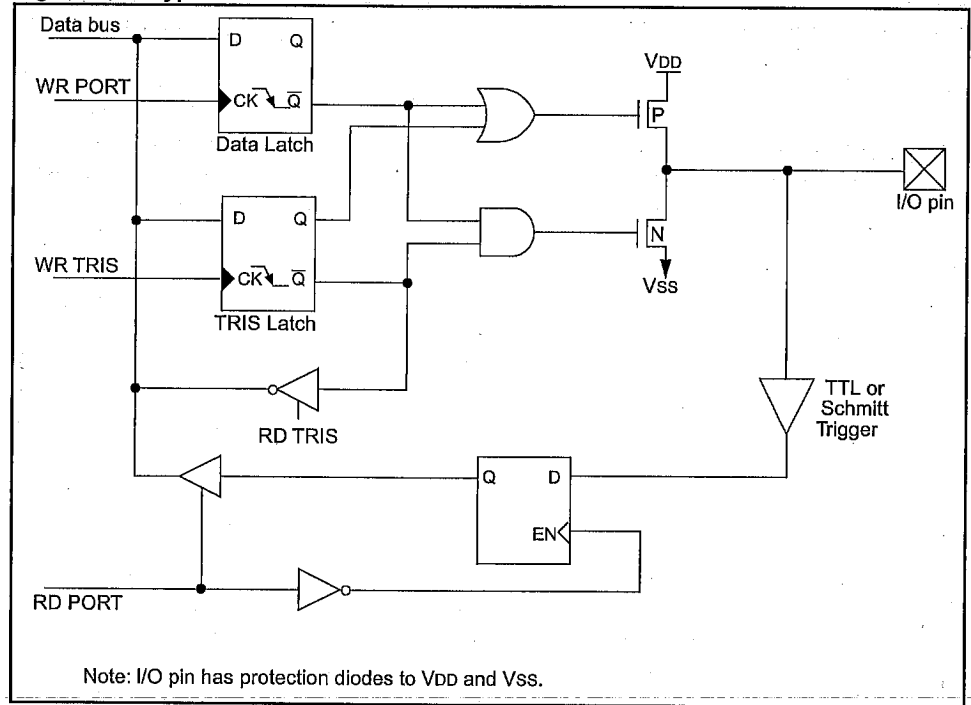 Data bus
D Q
WR PORT
CK Q̅
Data Latch
VDD
P
I/O pin
D Q
N
WR TRIS
CK Q̅
VSS
TRIS Latch
TTL or
Schmitt
Trigger
RD TRIS
Q D
EN
RD PORT
Note: I/O pin has protection diodes to VDD and VSS.